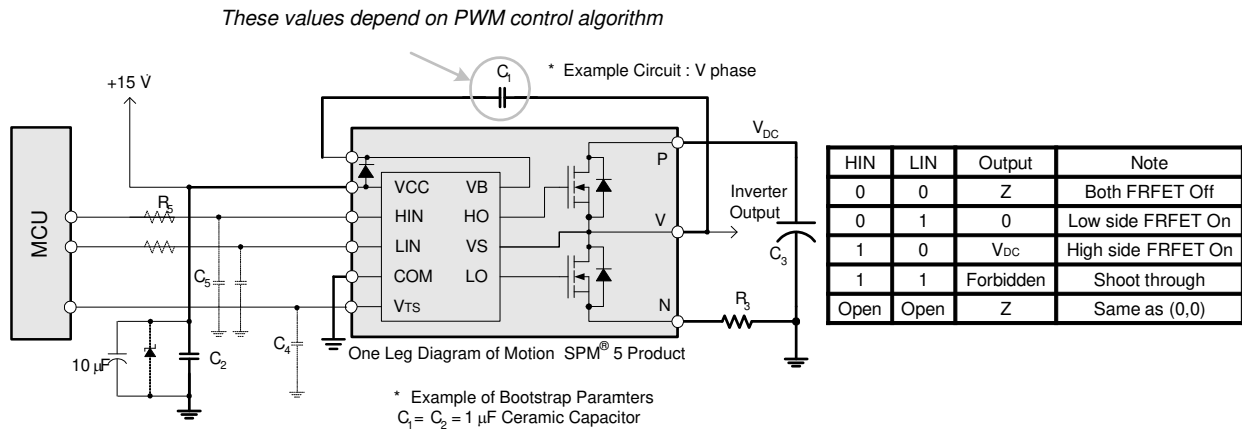 These values depend on PWM control algorithm
C1
* Example Circuit : V phase
+15 V
MCU
R5
C5
C4
10 μF
C2
VCC VB
HIN HO
LIN VS
COM LO
VTS
P
V
N
VDC
Inverter
Output
C3
R3
One Leg Diagram of Motion SPM® 5 Product
* Example of Bootstrap Paramters
C1 = C2 = 1 μF Ceramic Capacitor
HIN LIN Output Note
0 0 Z Both FRFET Off
0 1 0 Low side FRFET On
1 0 VDC High side FRFET On
1 1 Forbidden Shoot through
Open Open Z Same as (0,0)